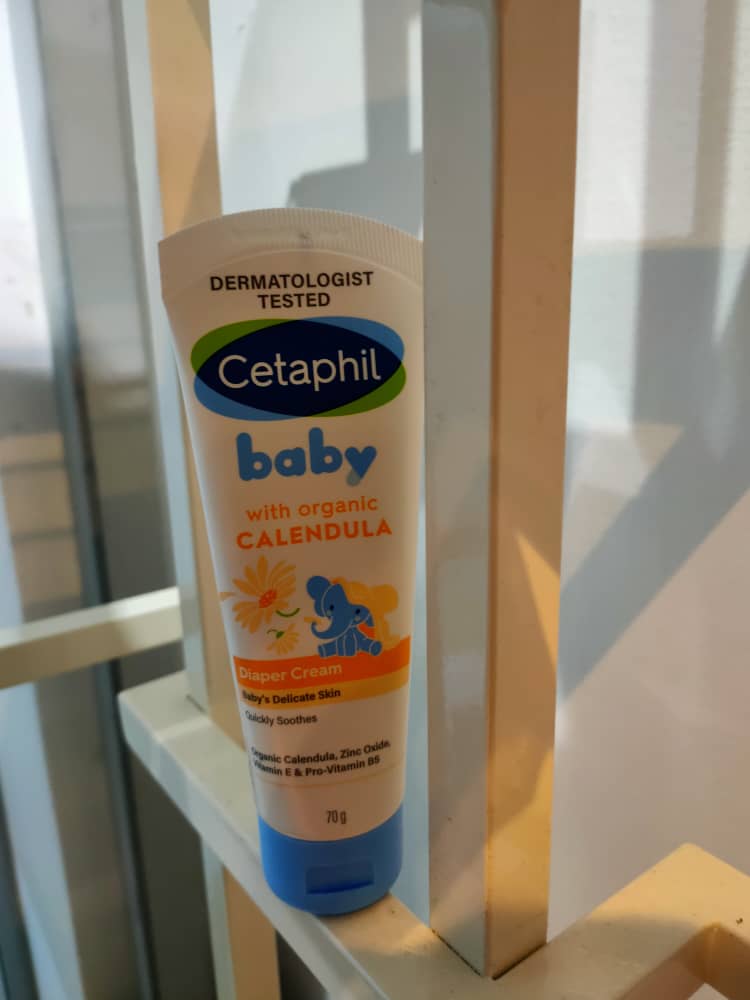 DERMATOLOGIST
TESTED
Cetaphil
baby
with organic
CALENDULA
Diaper Cream
Baby's Delicate Skin
Quickly Soothes
Organic Calendula, Zinc Oxide,
Vitamin E & Pro-Vitamin B5
70 g